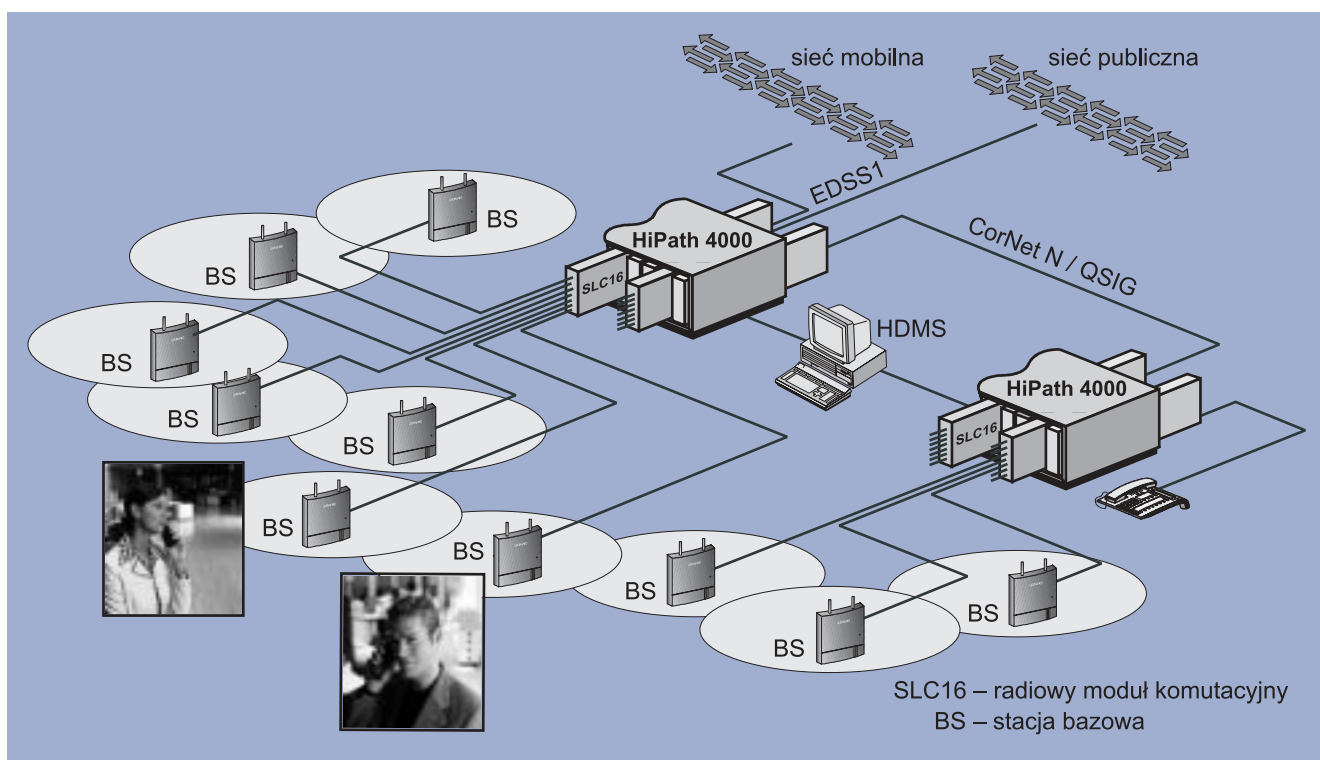 sieć mobilna
sieć publiczna
EDSS1
BS
HiPath 4000
CorNet N / QSIG
BS
SLC16
HDMS
BS
BS
HiPath 4000
BS
SLC16
BS
BS
BS
BS
BS
SLC16 – radiowy moduł komutacyjny
BS – stacja bazowa